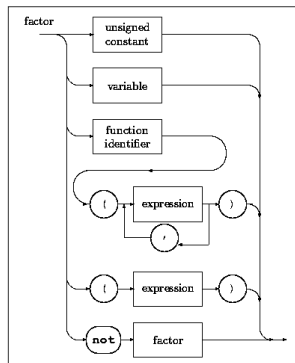 factor
unsigned
constant
variable
function
identifier
( expression )
,
( expression )
not factor